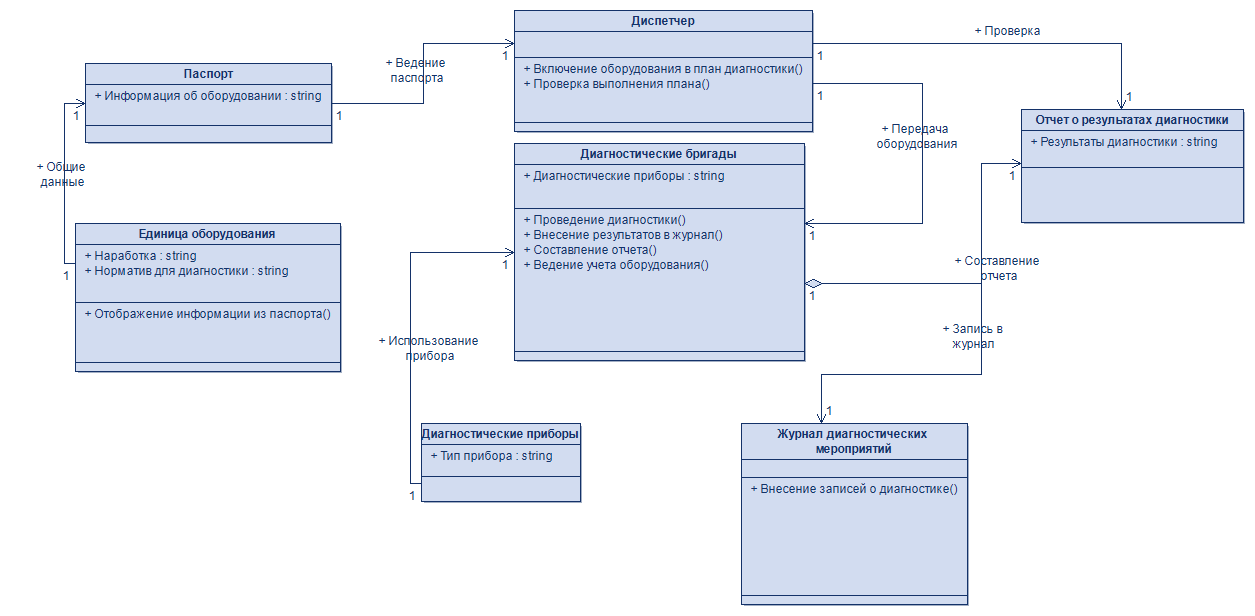 Диспетчер
+ Включение оборудования в план диагностики()
+ Проверка выполнения плана()
1
1
1
+ Проверка
1
+ Ведение
паспорта
Паспорт
+ Информация об оборудовании : string
1
1
+ Общие
данные
1
Единица оборудования
+ Наработка : string
+ Норматив для диагностики : string
+ Отображение информации из паспорта()
+ Передача
оборудования
Отчет о результатах диагностики
+ Результаты диагностики : string
1
Диагностические бригады
+ Диагностические приборы : string
+ Проведение диагностики()
+ Внесение результатов в журнал()
+ Составление отчета()
+ Ведение учета оборудования()
1
1
1
+ Составление
отчета
+ Запись в
журнал
+ Использование
прибора
Диагностические приборы
+ Тип прибора : string
1
1
Журнал диагностических
мероприятий
+ Внесение записей о диагностике()